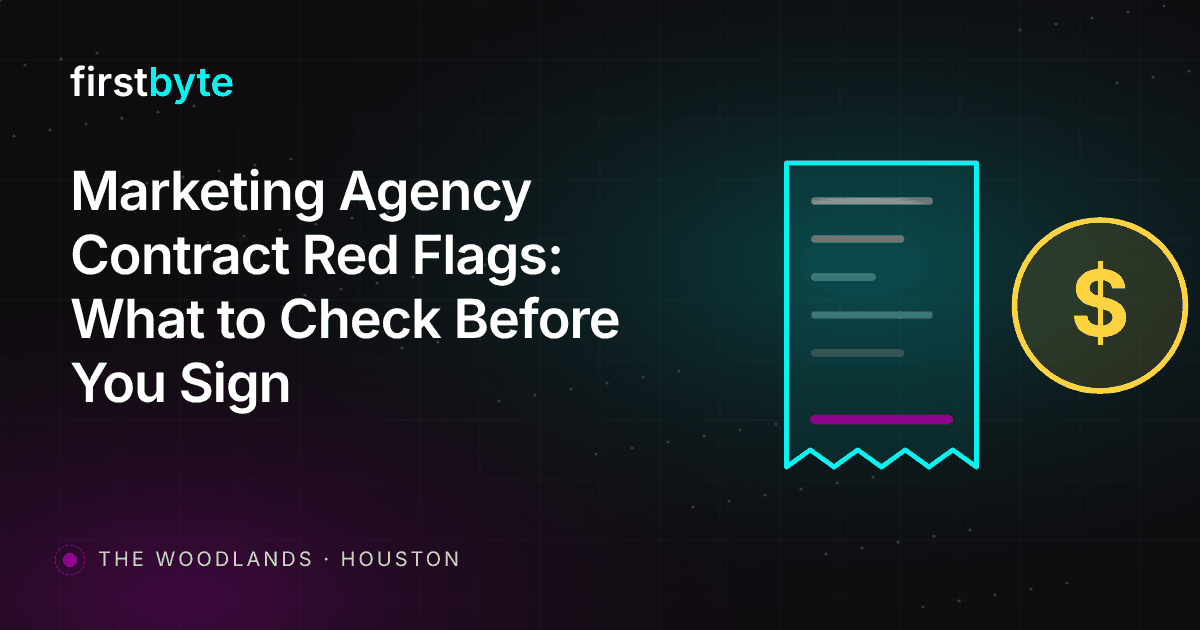 firstbyte
Marketing Agency
Contract Red Flags:
What to Check Before
You Sign
$
THE WOODLANDS · HOUSTON